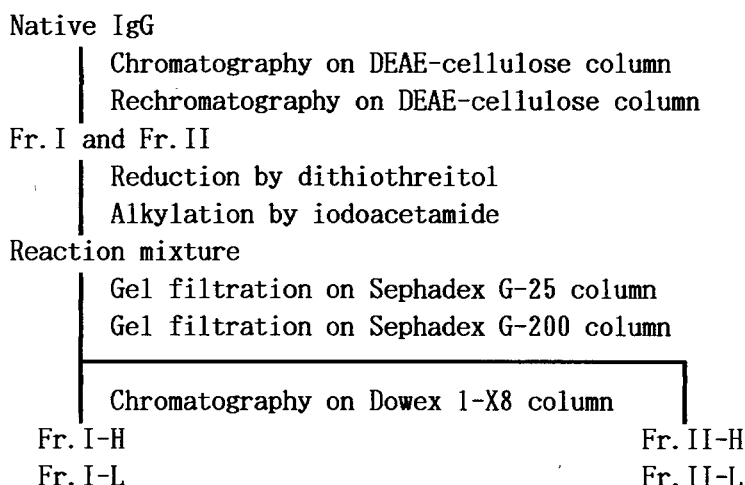 Native IgG
Chromatography on DEAE-cellulose column
Rechromatography on DEAE-cellulose column
Fr.I and Fr.II
Reduction by dithiothreitol
Alkylation by iodoacetamide
Reaction mixture
Gel filtration on Sephadex G-25 column
Gel filtration on Sephadex G-200 column
Chromatography on Dowex 1-X8 column
Fr.I-H Fr.II-H
Fr.I-L Fr.II-L